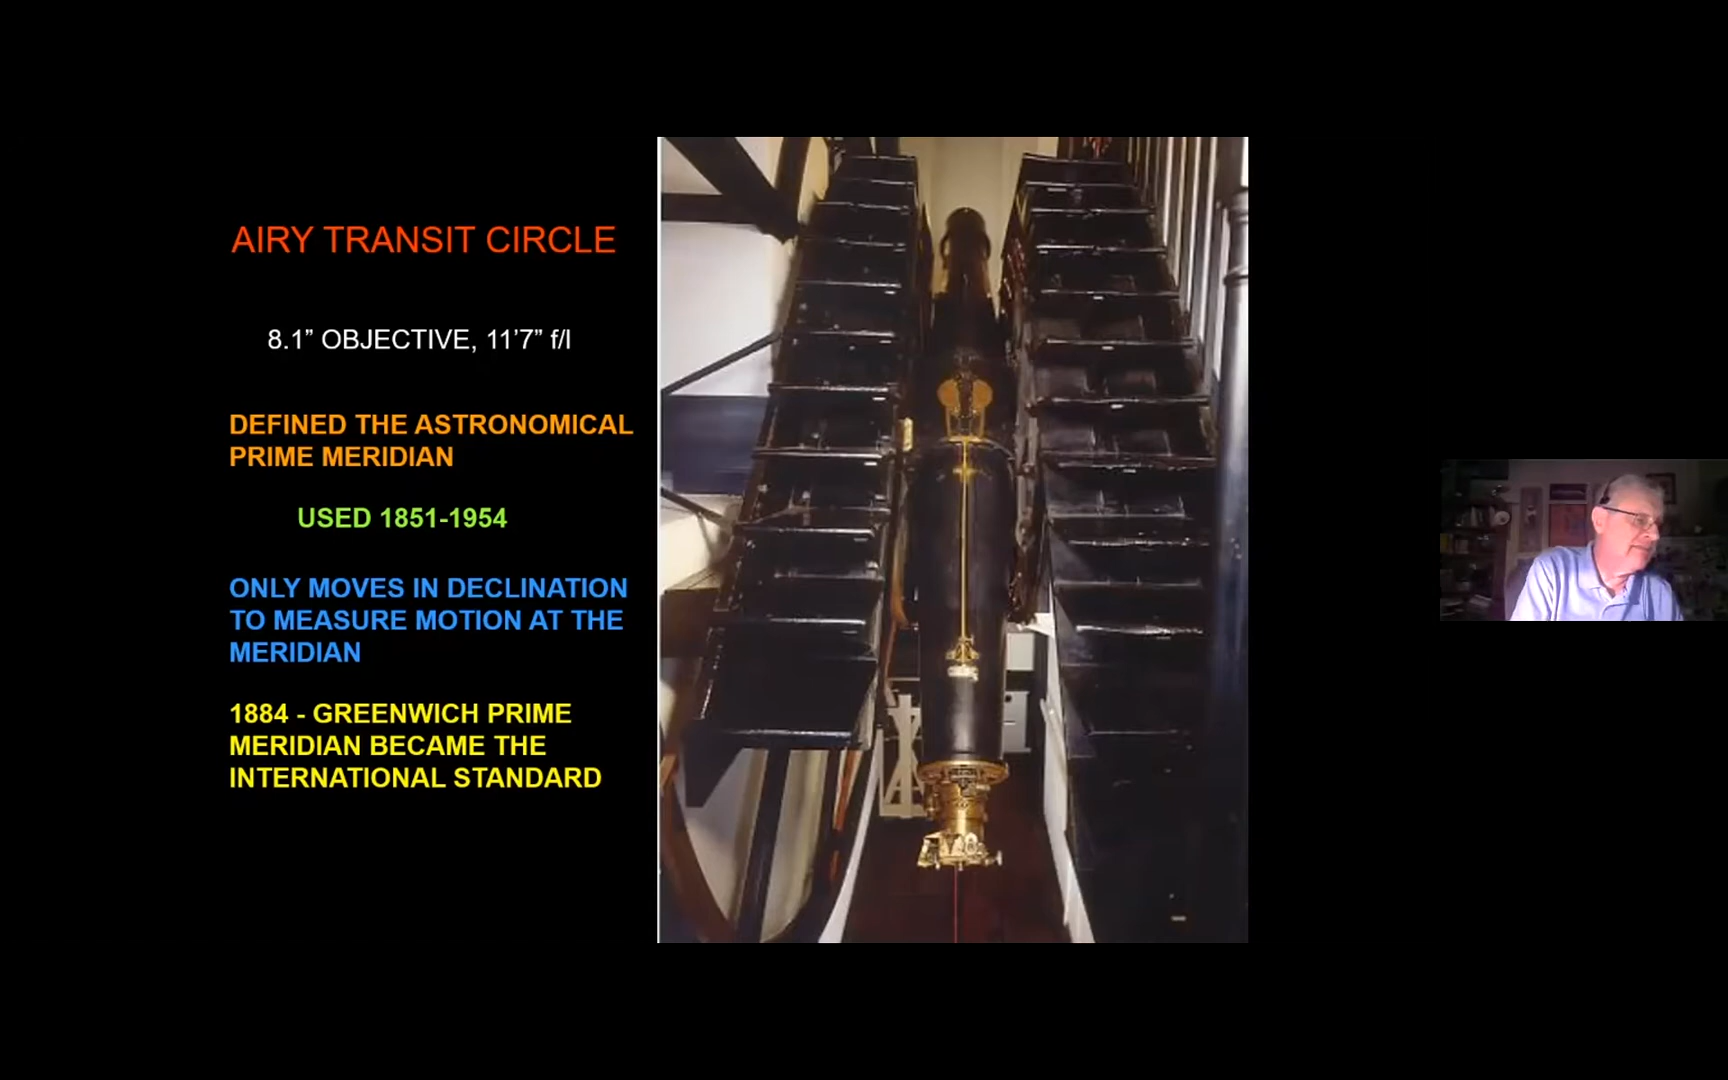 AIRY TRANSIT CIRCLE
8.1” OBJECTIVE, 11’7” f/l
DEFINED THE ASTRONOMICAL
PRIME MERIDIAN
USED 1851-1954
ONLY MOVES IN DECLINATION
TO MEASURE MOTION AT THE
MERIDIAN
1884 - GREENWICH PRIME
MERIDIAN BECAME THE
INTERNATIONAL STANDARD